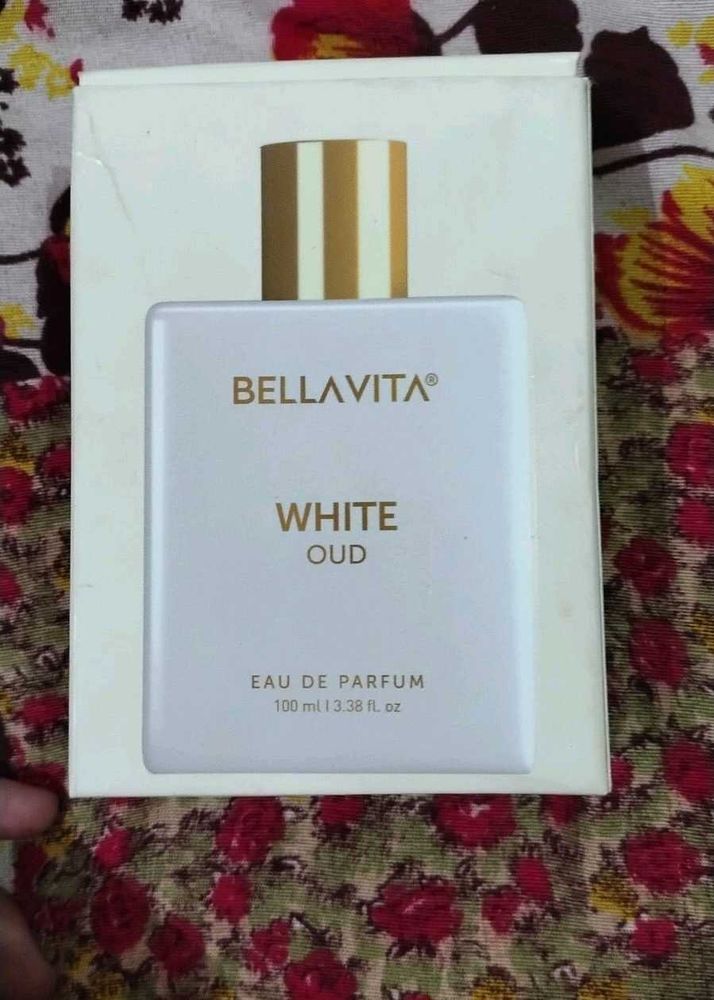 BELLAVITA®
WHITE
OUD
EAU DE PARFUM
100 ml | 3.38 fl. oz